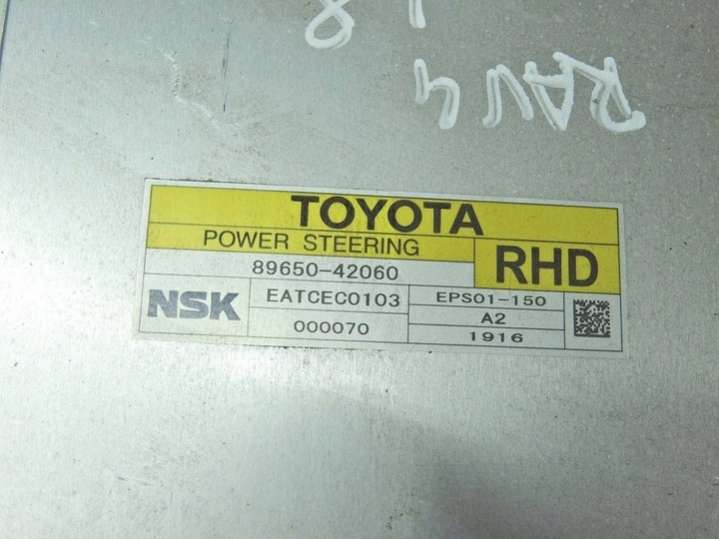 RAV4
TOYOTA
POWER STEERING
RHD
89650-42060
NSK
EATCEC0103
EPS01-150
A2
000070
1916